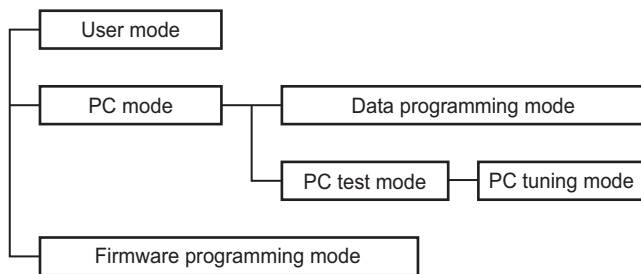 User mode
PC mode
Data programming mode
PC test mode
PC tuning mode
Firmware programming mode